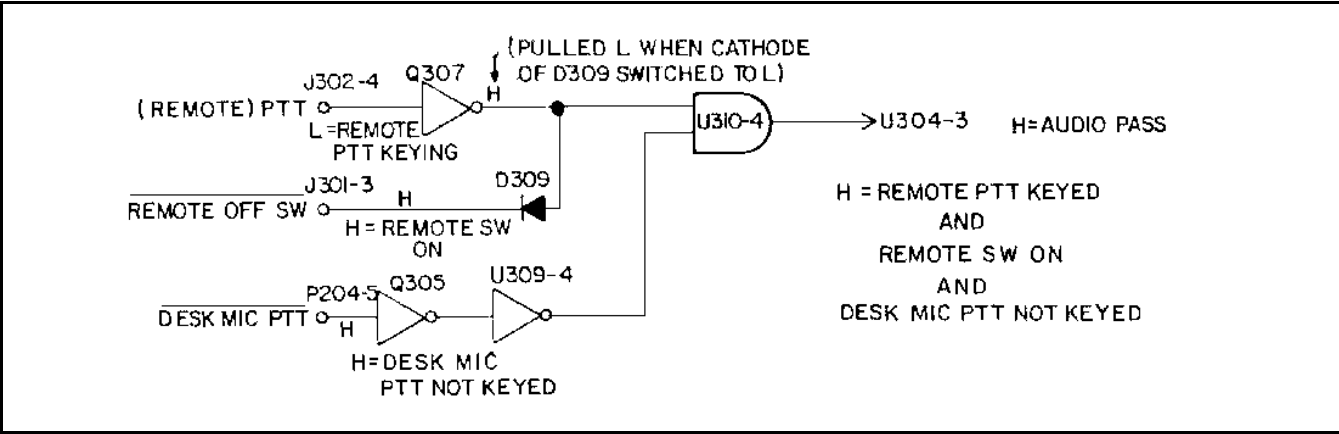 (PULLED L WHEN CATHODE
OF D309 SWITCHED TO L)
J302-4
Q307
H
(REMOTE) PTT
L=REMOTE
PTT KEYING
U310-4
U304-3
H=AUDIO PASS
J301-3
D309
REMOTE OFF SW
H
H = REMOTE SW
ON
H = REMOTE PTT KEYED
AND
REMOTE SW ON
AND
DESK MIC PTT NOT KEYED
P204-5
Q305
U309-4
DESK MIC PTT
H
H=DESK MIC
PTT NOT KEYED